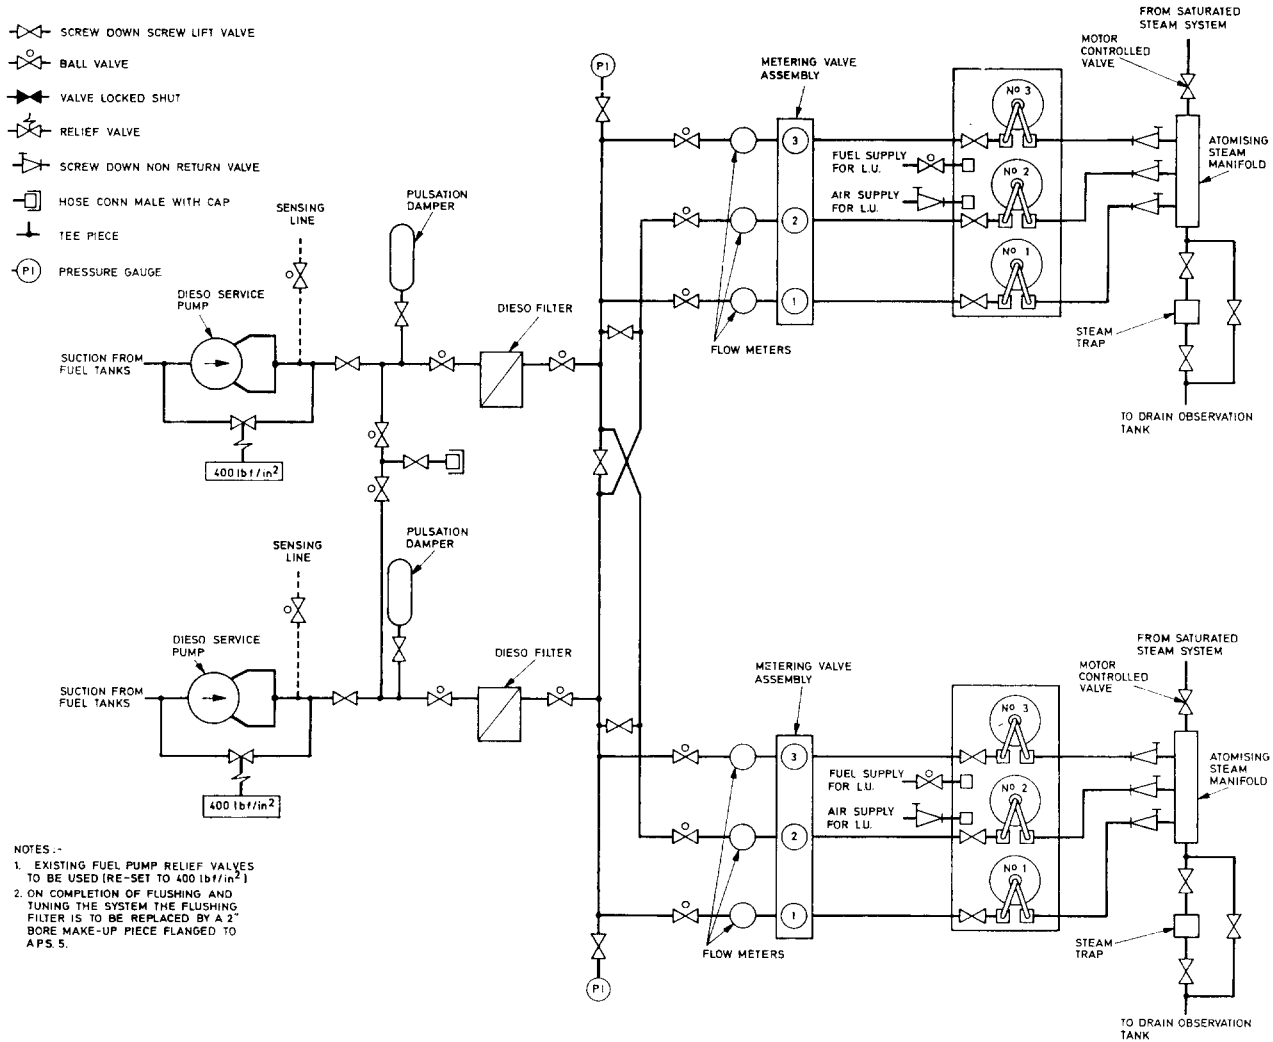 SCREW DOWN SCREW LIFT VALVE
BALL VALVE
VALVE LOCKED SHUT
RELIEF VALVE
SCREW DOWN NON RETURN VALVE
HOSE CONN MALE WITH CAP
TEE PIECE
PI PRESSURE GAUGE
SENSING
LINE
PULSATION
DAMPER
DIESO SERVICE
PUMP
SUCTION FROM
FUEL TANKS
400 lbf/in²
DIESO FILTER
PI
METERING VALVE
ASSEMBLY
3
2
1
FLOW METERS
FUEL SUPPLY
FOR L.U.
AIR SUPPLY
FOR L.U.
No 3
No 2
No 1
FROM SATURATED
STEAM SYSTEM
MOTOR
CONTROLLED
VALVE
ATOMISING
STEAM
MANIFOLD
STEAM
TRAP
TO DRAIN OBSERVATION
TANK
SENSING
LINE
PULSATION
DAMPER
DIESO SERVICE
PUMP
SUCTION FROM
FUEL TANKS
400 lbf/in²
DIESO FILTER
METERING VALVE
ASSEMBLY
3
2
1
FLOW METERS
PI
FUEL SUPPLY
FOR L.U.
AIR SUPPLY
FOR L.U.
No 3
No 2
No 1
FROM SATURATED
STEAM SYSTEM
MOTOR
CONTROLLED
VALVE
ATOMISING
STEAM
MANIFOLD
STEAM
TRAP
TO DRAIN OBSERVATION
TANK
NOTES :-
1. EXISTING FUEL PUMP RELIEF VALVES
TO BE USED (RE-SET TO 400 lbf/in²)
2. ON COMPLETION OF FLUSHING AND
TUNING THE SYSTEM THE FLUSHING
FILTER IS TO BE REPLACED BY A 2"
BORE MAKE-UP PIECE FLANGED TO
A.P.S. 5.